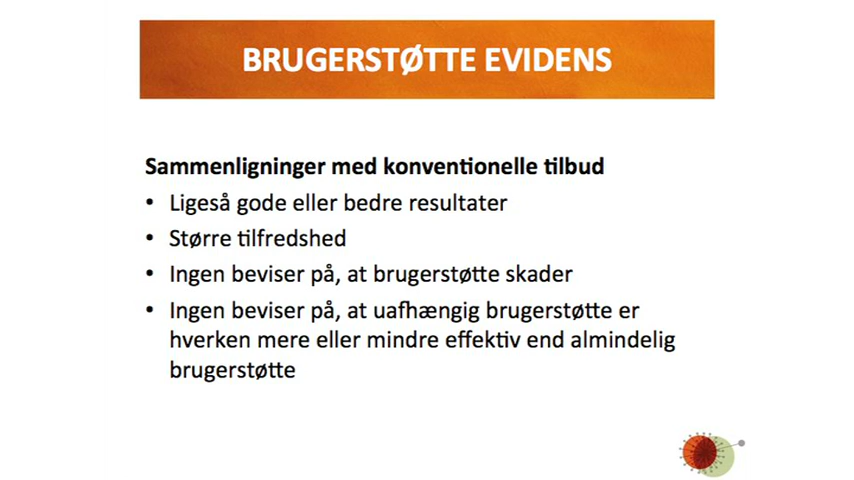 BRUGERSTØTTE EVIDENS
Sammenligninger med konventionelle tilbud
• Ligeså gode eller bedre resultater
• Større tilfredshed
• Ingen beviser på, at brugerstøtte skader
• Ingen beviser på, at uafhængig brugerstøtte er
hverken mere eller mindre effektiv end almindelig
brugerstøtte